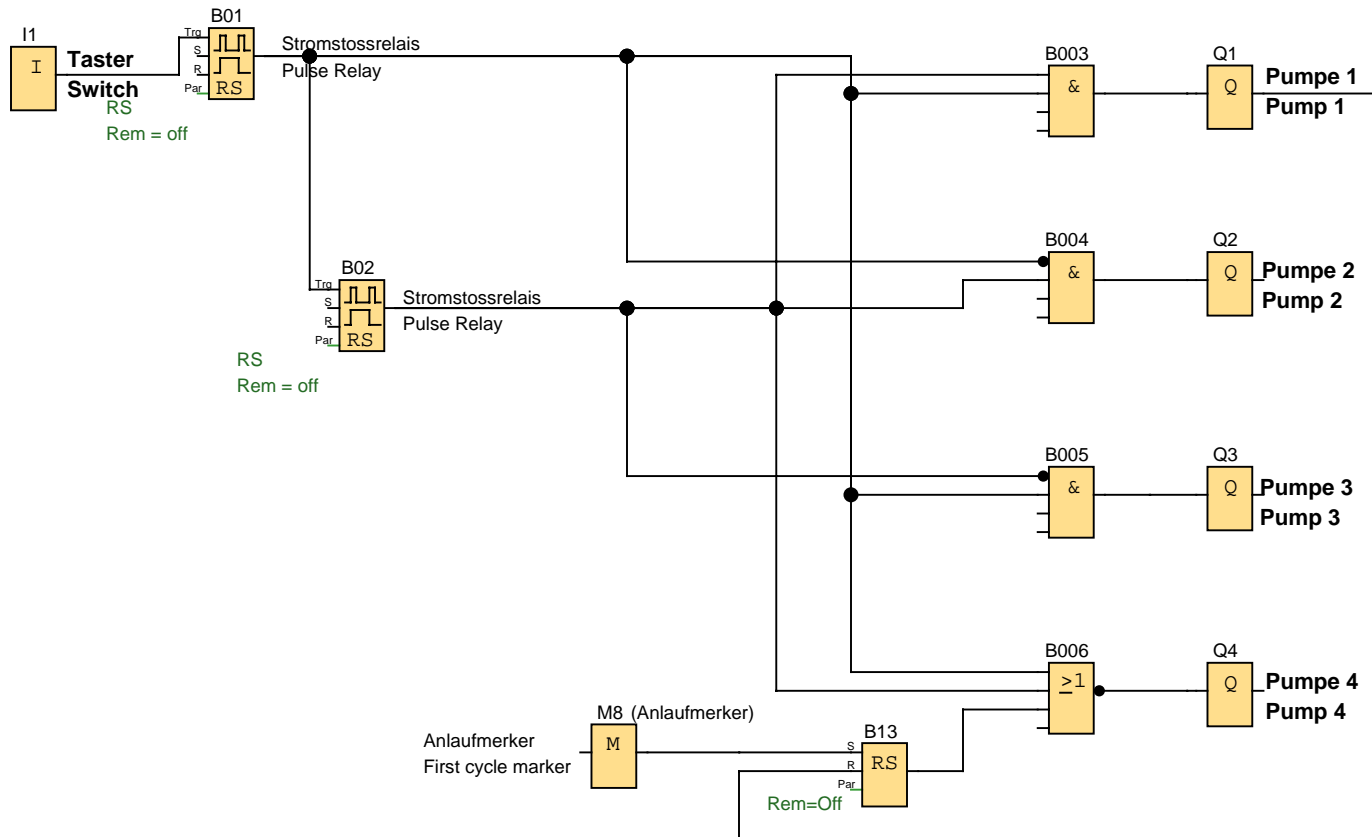 I1
I
Taster
Switch
RS
Rem = off
B01
Trg
S
R
Par
RS
Stromstossrelais
Pulse Relay
B003
&
Q1
Q
Pumpe 1
Pump 1
B02
Trg
S
R
Par
RS
RS
Rem = off
Stromstossrelais
Pulse Relay
B004
&
Q2
Q
Pumpe 2
Pump 2
B005
&
Q3
Q
Pumpe 3
Pump 3
B006
≥1
Q4
Q
Pumpe 4
Pump 4
M8 (Anlaufmerker)
M
Anlaufmerker
First cycle marker
B13
S
R
Par
RS
Rem=Off